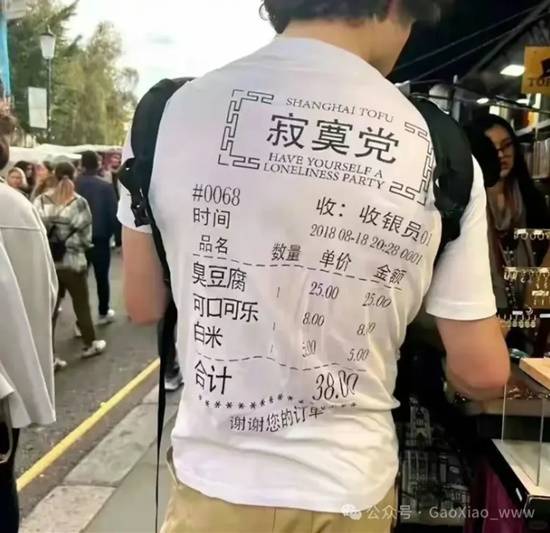 SHANGHAI TOFU
寂寞党
HAVE YOURSELF A
LONELINESS PARTY
#0068 收：收银员01
时间 2018 08-18 20:28 0001
品名 数量 单价 金额
臭豆腐 1 25.00 25.00
可口可乐 1 8.00 8.00
白米 1 5.00 5.00
合计 38.00
谢谢您的订单
公众号 · GaoXiao_www